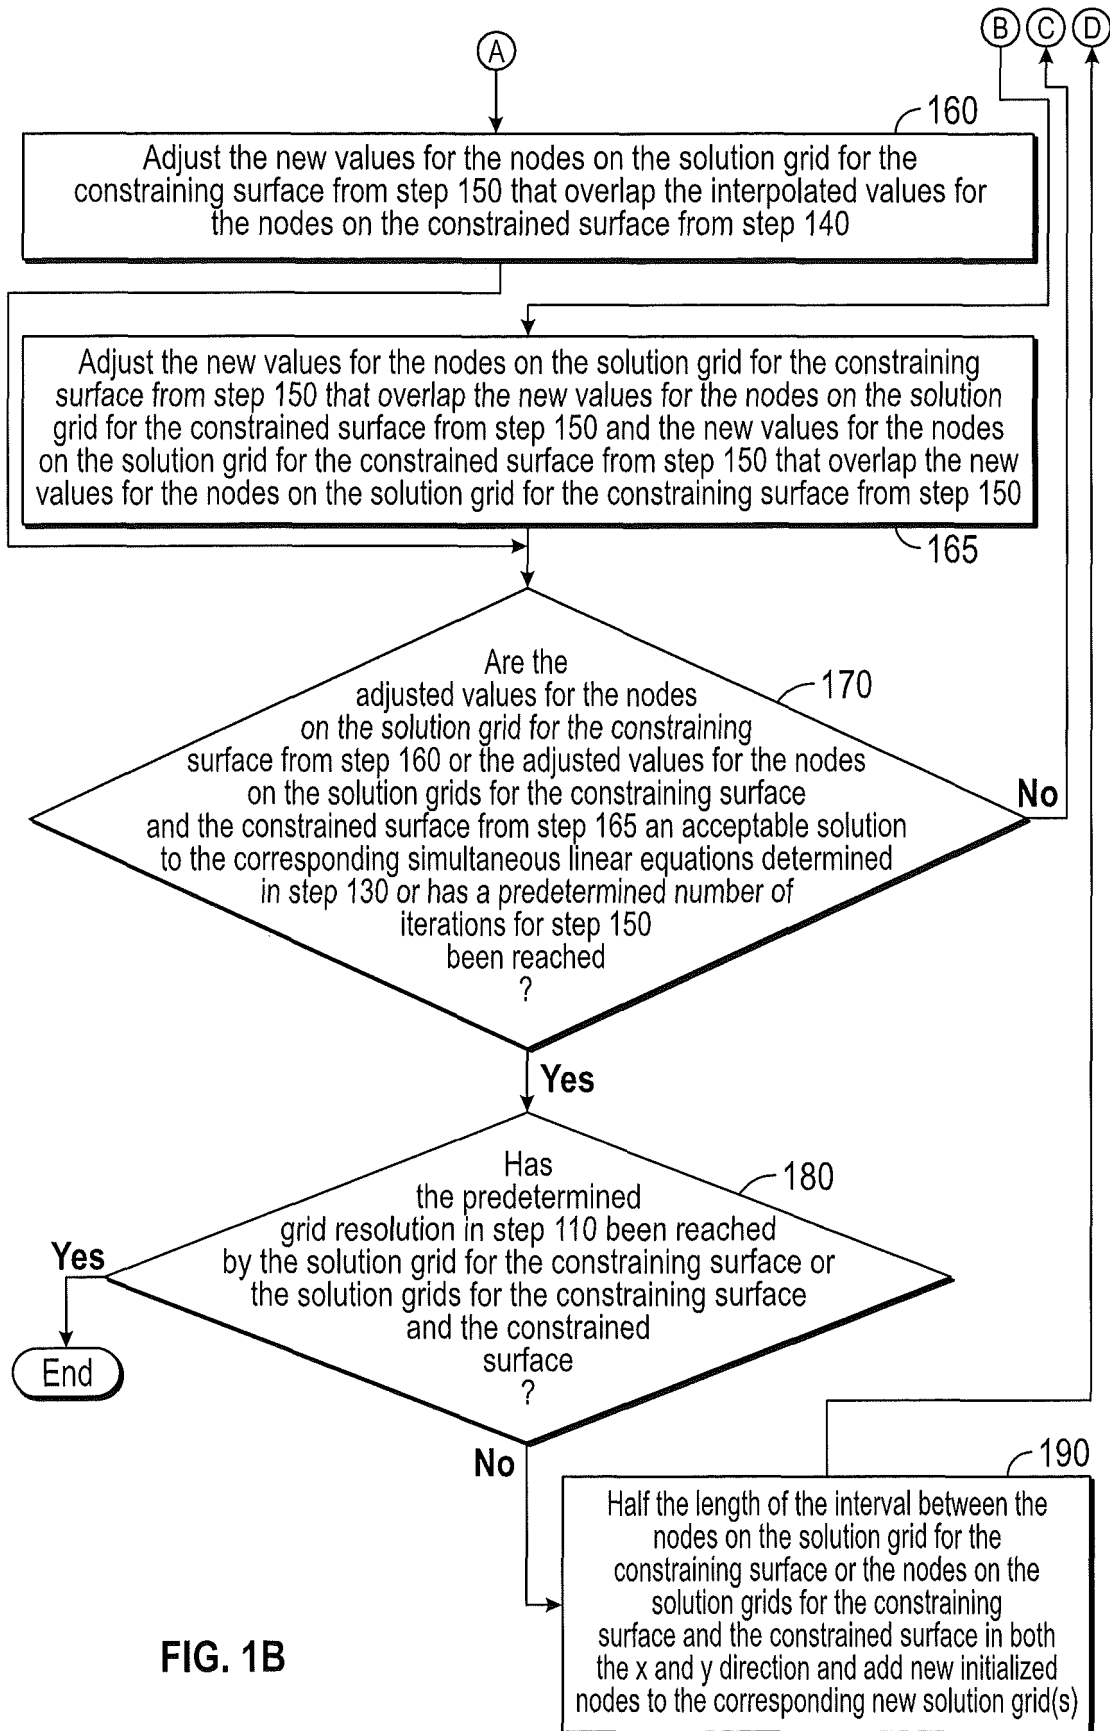 A
B C D
160
Adjust the new values for the nodes on the solution grid for the
constraining surface from step 150 that overlap the interpolated values for
the nodes on the constrained surface from step 140
Adjust the new values for the nodes on the solution grid for the constraining
surface from step 150 that overlap the new values for the nodes on the solution
grid for the constrained surface from step 150 and the new values for the nodes
on the solution grid for the constrained surface from step 150 that overlap the new
values for the nodes on the solution grid for the constraining surface from step 150
165
Are the
adjusted values for the nodes
on the solution grid for the constraining
surface from step 160 or the adjusted values for the nodes
on the solution grids for the constraining surface
and the constrained surface from step 165 an acceptable solution
to the corresponding simultaneous linear equations determined
in step 130 or has a predetermined number of
iterions for step 150
been reached
?
170
No
Yes
Has
the predetermined
grid resolution in step 110 been reached
by the solution grid for the constraining surface or
the solution grids for the constraining surface
and the constrained
surface
?
180
Yes
End
No
190
Half the length of the interval between the
nodes on the solution grid for the
constraining surface or the nodes on the
solution grids for the constraining
surface and the constrained surface in both
the x and y direction and add new initialized
nodes to the corresponding new solution grid(s)
FIG. 1B